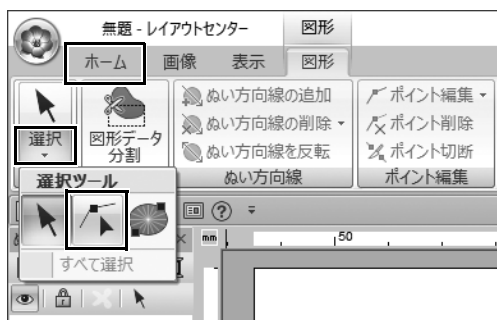 無題 - レイアウトセンター
図形
ホーム 画像 表示 図形
選択
図形データ
分割
ぬい方向線の追加
ぬい方向線の削除
ぬい方向線を反転
ぬい方向線
ポイント編集
ポイント削除
ポイント切断
ポイント編集
選択ツール
すべて選択
mm
50